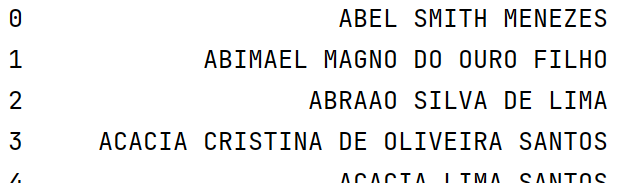 0 ABEL SMITH MENEZES
1 ABIMAEL MAGNO DO OURO FILHO
2 ABRAAO SILVA DE LIMA
3 ACACIA CRISTINA DE OLIVEIRA SANTOS
4 ACACIA LIMA SANTOS